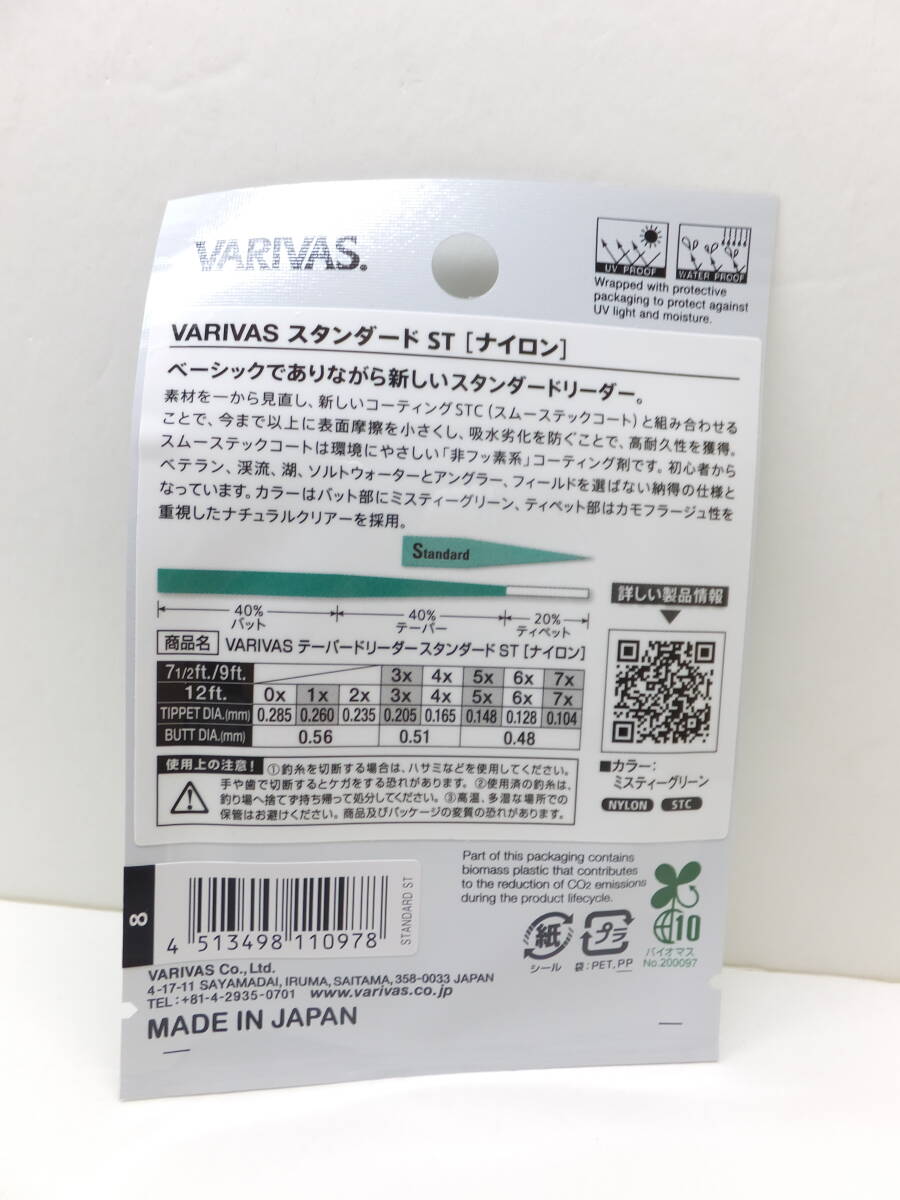 VARIVAS®
UV PROOF
WATER PROOF
Wrapped with protective
packaging to protect against
UV light and moisture.
VARIVAS スタンダード ST [ナイロン]
ベーシックでありながら新しいスタンダードリーダー。
素材を一から見直し、新しいコーティングSTC(スムーステックコート)と組み合わせる
ことで、今まで以上に表面摩擦を小さくし、吸水劣化を防ぐことで、高耐久性を獲得。
スムーステックコートは環境にやさしい「非フッ素系」コーティング剤です。初心者から
ベテラン、渓流、湖、ソルトウォーターとアングラー、フィールドを選ばない納得の仕様と
なっています。カラーはバット部にミスティーグリーン、ティペット部はカモフラージュ性を
重視したナチュラルクリアーを採用。
Standard
40% 40% 20%
バット テーパー ティペット
商品名 VARIVAS テーパードリーダースタンダード ST [ナイロン]
7 1/2ft./9ft. 3x 4x 5x 6x 7x
12ft. 0x 1x 2x 3x 4x 5x 6x 7x
TIPPET DIA.(mm) 0.285 0.260 0.235 0.205 0.165 0.148 0.128 0.104
BUTT DIA.(mm) 0.56 0.51 0.48
使用上の注意! ①釣糸を切断する場合は、ハサミなどを使用してください。
手や歯で切断するとケガをする恐れがあります。②使用済の釣糸は、
釣り場へ捨てず持ち帰って処分してください。③高温、多湿な場所での
保管はお避けください。商品及びパッケージの変質の恐れがあります。
詳しい製品情報
■カラー:
ミスティーグリーン
NYLON STC
8
4 513498 110978
STANDARD ST
Part of this packaging contains
biomass plastic that contributes
to the reduction of CO2 emissions
during the product lifecycle.
紙
シール
プラ
袋:PET.PP
10
バイオマス
No.200097
VARIVAS Co., Ltd.
4-17-11 SAYAMADAI, IRUMA, SAITAMA, 358-0033 JAPAN
TEL:+81-4-2935-0701 www.varivas.co.jp
MADE IN JAPAN